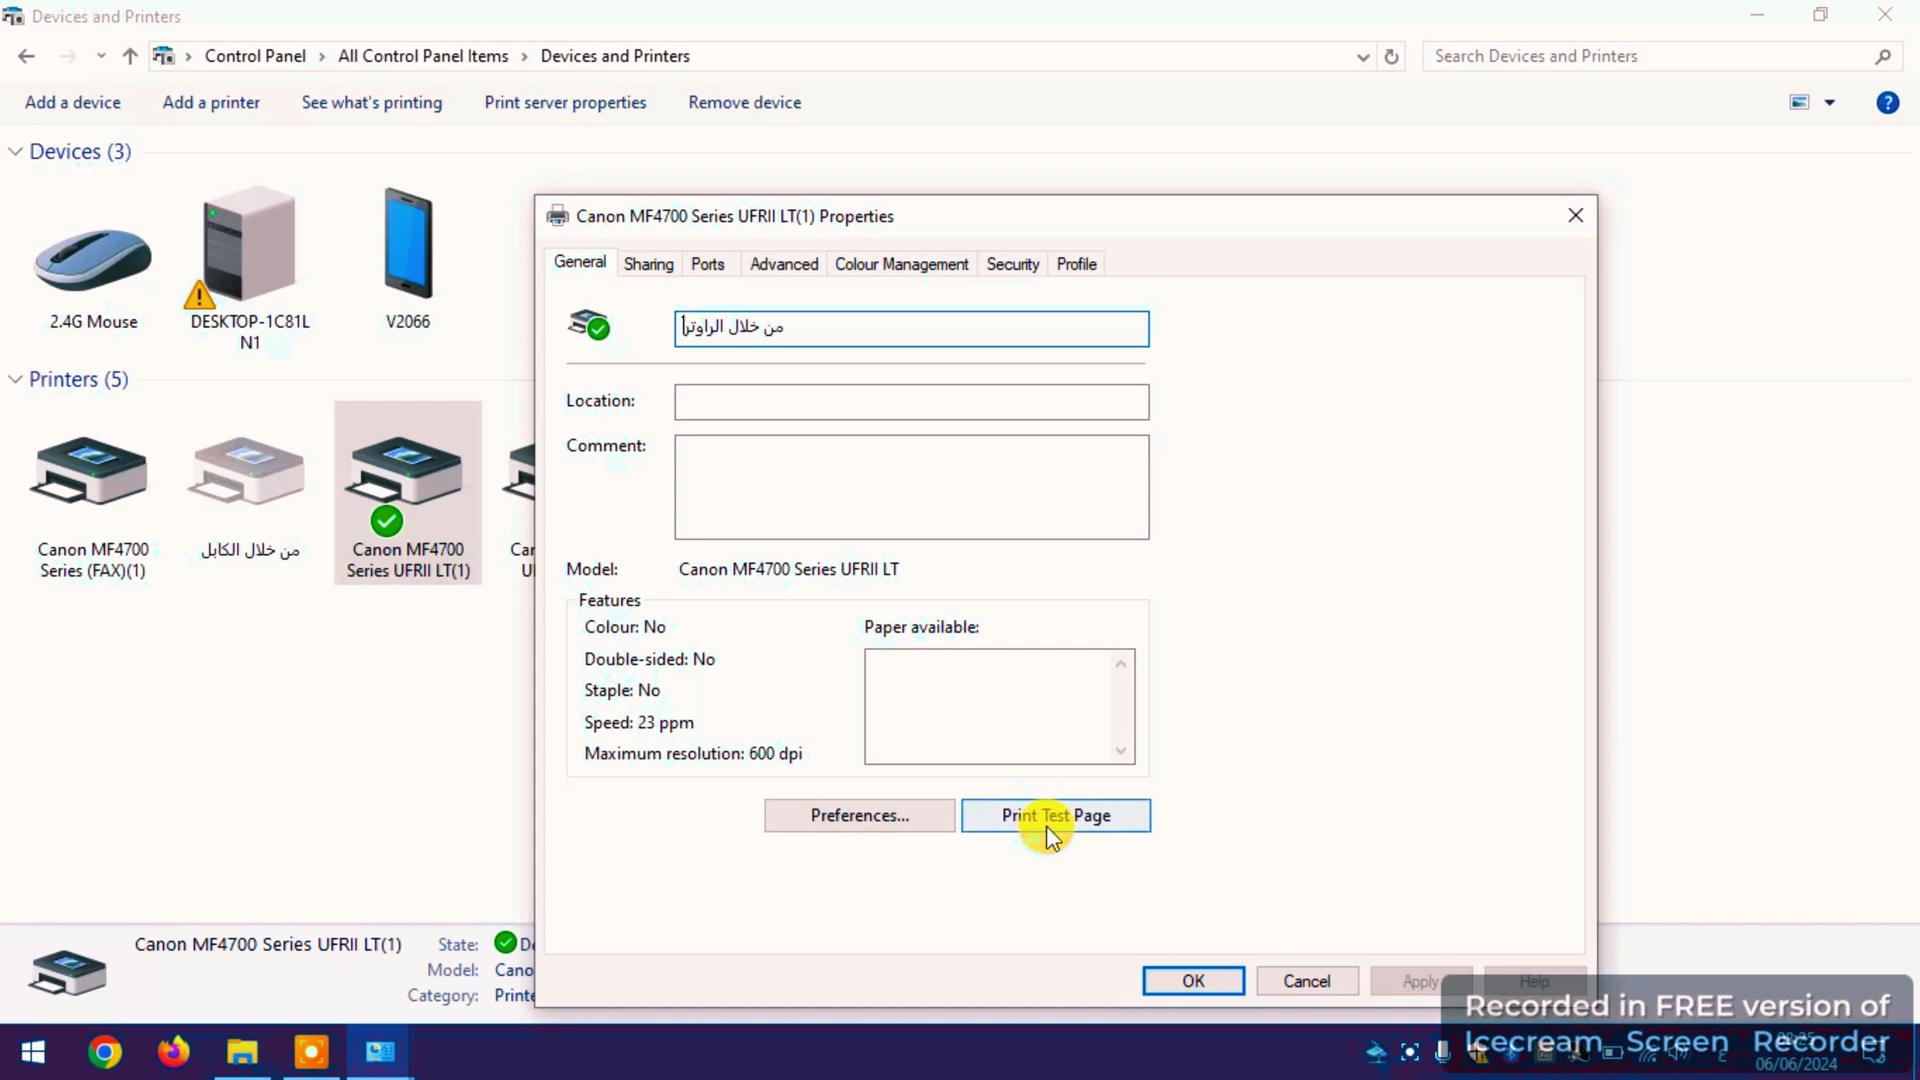 Devices and Printers
Control Panel
All Control Panel Items
Devices and Printers
Search Devices and Printers
Add a device
Add a printer
See what's printing
Print server properties
Remove device
Devices (3)
2.4G Mouse
DESKTOP-1C81L
N1
V2066
Printers (5)
Canon MF4700
Series (FAX)(1)
من خلال الكابل
Canon MF4700
Series UFRII LT(1)
Canon MF4700 Series UFRII LT(1) Properties
General
Sharing
Ports
Advanced
Colour Management
Security
Profile
من خلال الراوتر
Location:
Comment:
Model:
Canon MF4700 Series UFRII LT
Features
Colour: No
Double-sided: No
Staple: No
Speed: 23 ppm
Maximum resolution: 600 dpi
Paper available:
Preferences...
Print Test Page
OK
Cancel
Apply
Help
Canon MF4700 Series UFRII LT(1)
State:
Model:
Category:
Recorded in FREE version of
Icecream Screen Recorder
06/06/2024